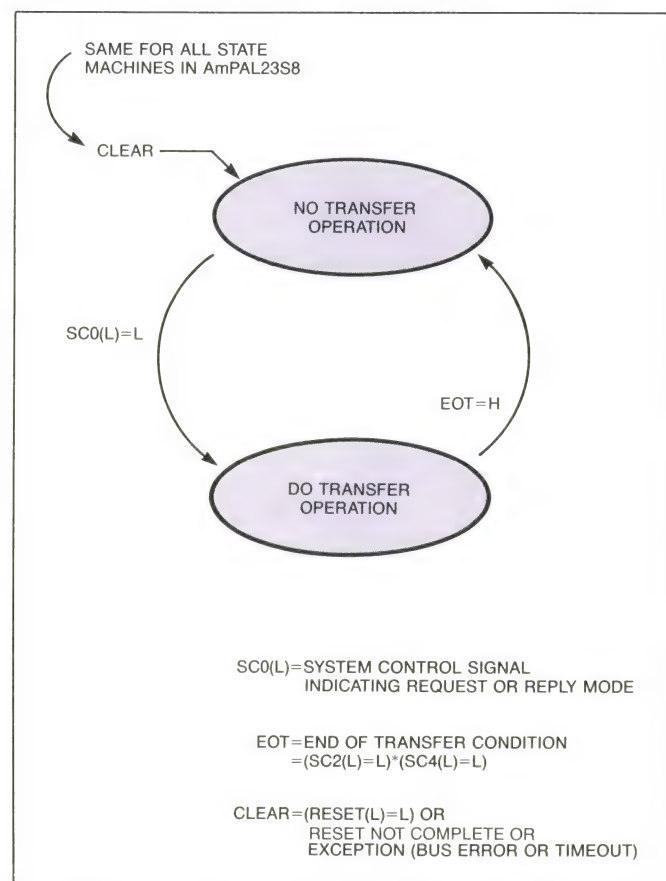 SAME FOR ALL STATE
MACHINES IN AmPAL23S8
CLEAR
NO TRANSFER
OPERATION
SC0(L)=L
EOT=H
DO TRANSFER
OPERATION
SC0(L)=SYSTEM CONTROL SIGNAL
INDICATING REQUEST OR REPLY MODE
EOT=END OF TRANSFER CONDITION
=(SC2(L)=L)*(SC4(L)=L)
CLEAR=(RESET(L)=L) OR
RESET NOT COMPLETE OR
EXCEPTION (BUS ERROR OR TIMEOUT)